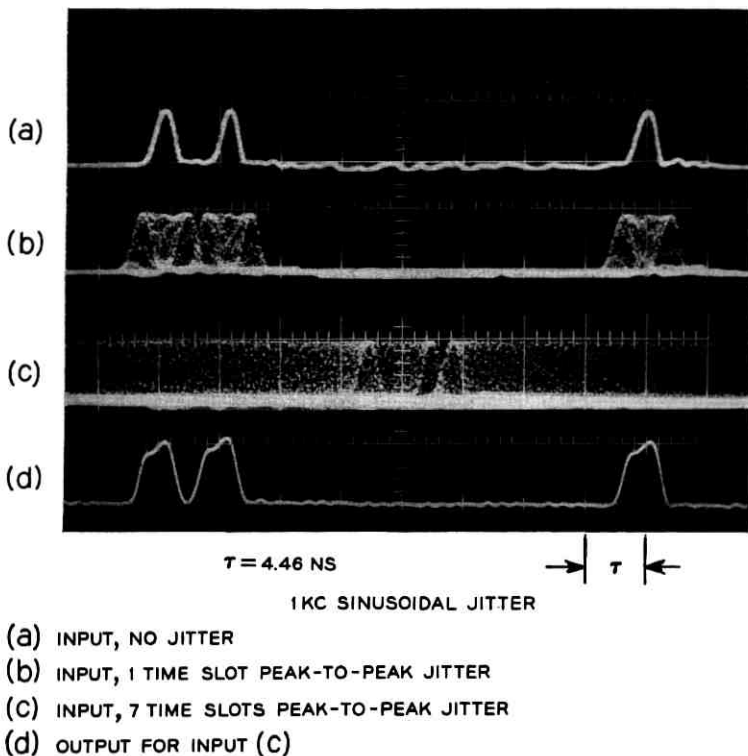 (a)
(b)
(c)
(d)
τ = 4.46 NS
τ
1 KC SINUSOIDAL JITTER
(a) INPUT, NO JITTER
(b) INPUT, 1 TIME SLOT PEAK-TO-PEAK JITTER
(c) INPUT, 7 TIME SLOTS PEAK-TO-PEAK JITTER
(d) OUTPUT FOR INPUT (C)